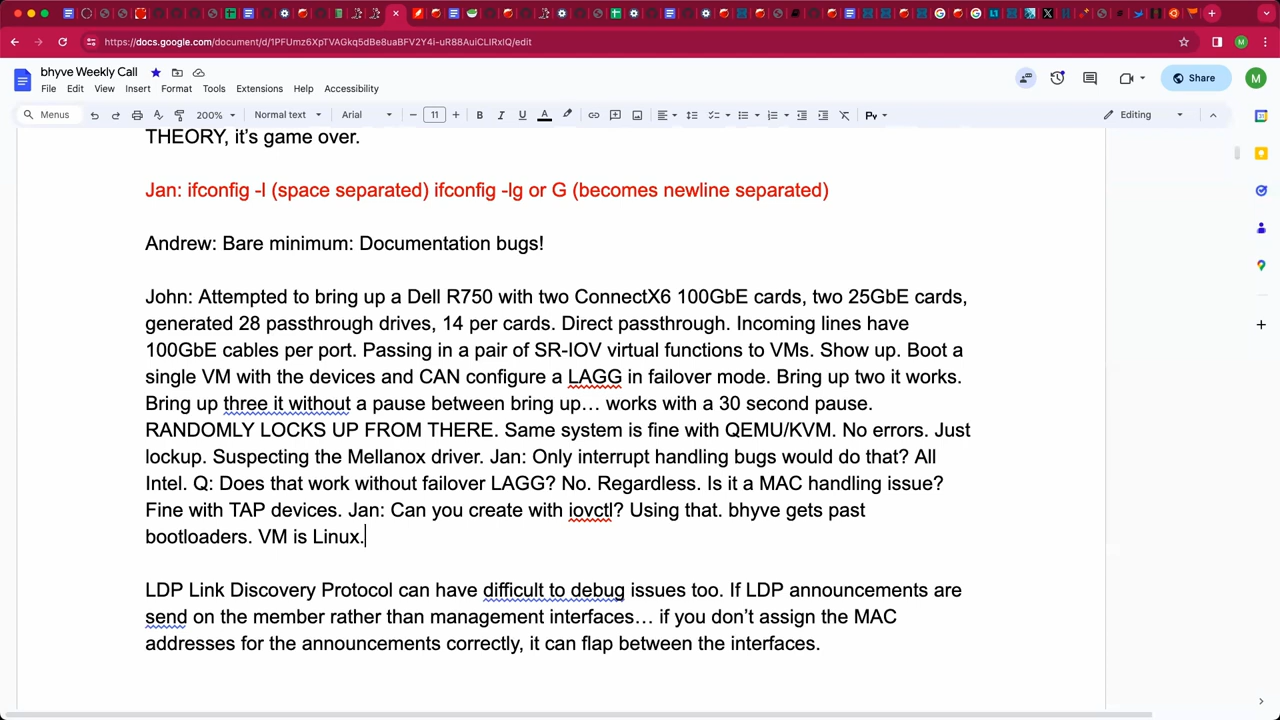 https://docs.google.com/document/d/1PFUmz6XpTVAGkq5dBe8uaBFV2Y4i-uR88AuiCLlRxlQ/edit
bhyve Weekly Call
File Edit View Insert Format Tools Extensions Accessibility
Share
M
Menus 200% Normal text Arial 11 Editing
THEORY, it’s game over.
Jan: ifconfig -l (space separated) ifconfig -lg or G (becomes newline separated)
Andrew: Bare minimum: Documentation bugs!
John: Attempted to bring up a Dell R750 with two ConnectX6 100GbE cards, two 25GbE cards,
generated 28 passthrough drives, 14 per cards. Direct passthrough. Incoming lines have
100GbE cables per port. Passing in a pair of SR-IOV virtual functions to VMs. Show up. Boot a
single VM with the devices and CAN configure a LAGG in failover mode. Bring up two it works.
Bring up three it without a pause between bring up… works with a 30 second pause.
RANDOMLY LOCKS UP FROM THERE. Same system is fine with QEMU/KVM. No errors. Just
lockup. Suspecting the Mellanox driver. Jan: Only interrupt handling bugs would do that? All
Intel. Q: Does that work without failover LAGG? No. Regardless. Is it a MAC handling issue?
Fine with TAP devices. Jan: Can you create with iovctl? Using that. bhyve gets past
bootloaders. VM is Linux.
LDP Link Discovery Protocol can have difficult to debug issues too. If LDP announcements are
send on the member rather than management interfaces… if you don’t assign the MAC
addresses for the announcements correctly, it can flap between the interfaces.